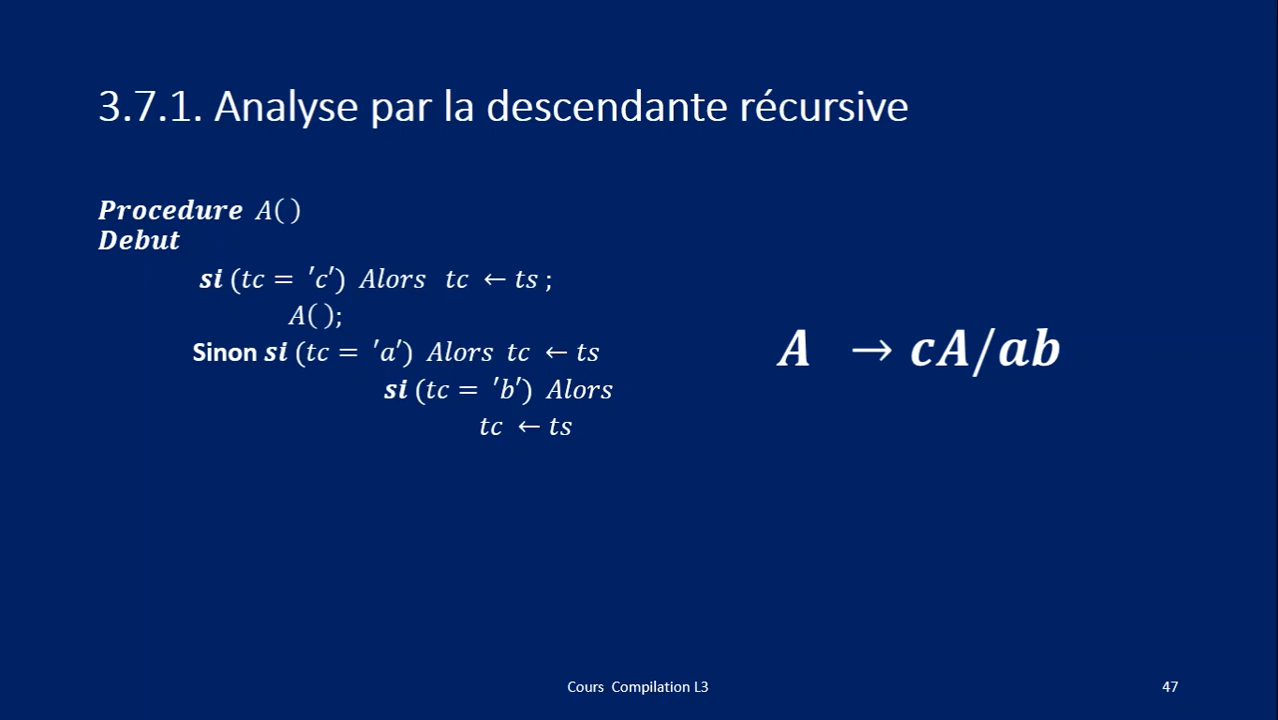 3.7.1. Analyse par la descendante récursive
Procedure A( )
Debut
si (tc = 'c') Alors tc ← ts ;
A( );
Sinon si (tc = 'a') Alors tc ← ts
si (tc = 'b') Alors
tc ← ts
A → cA/ab
Cours Compilation L3
47